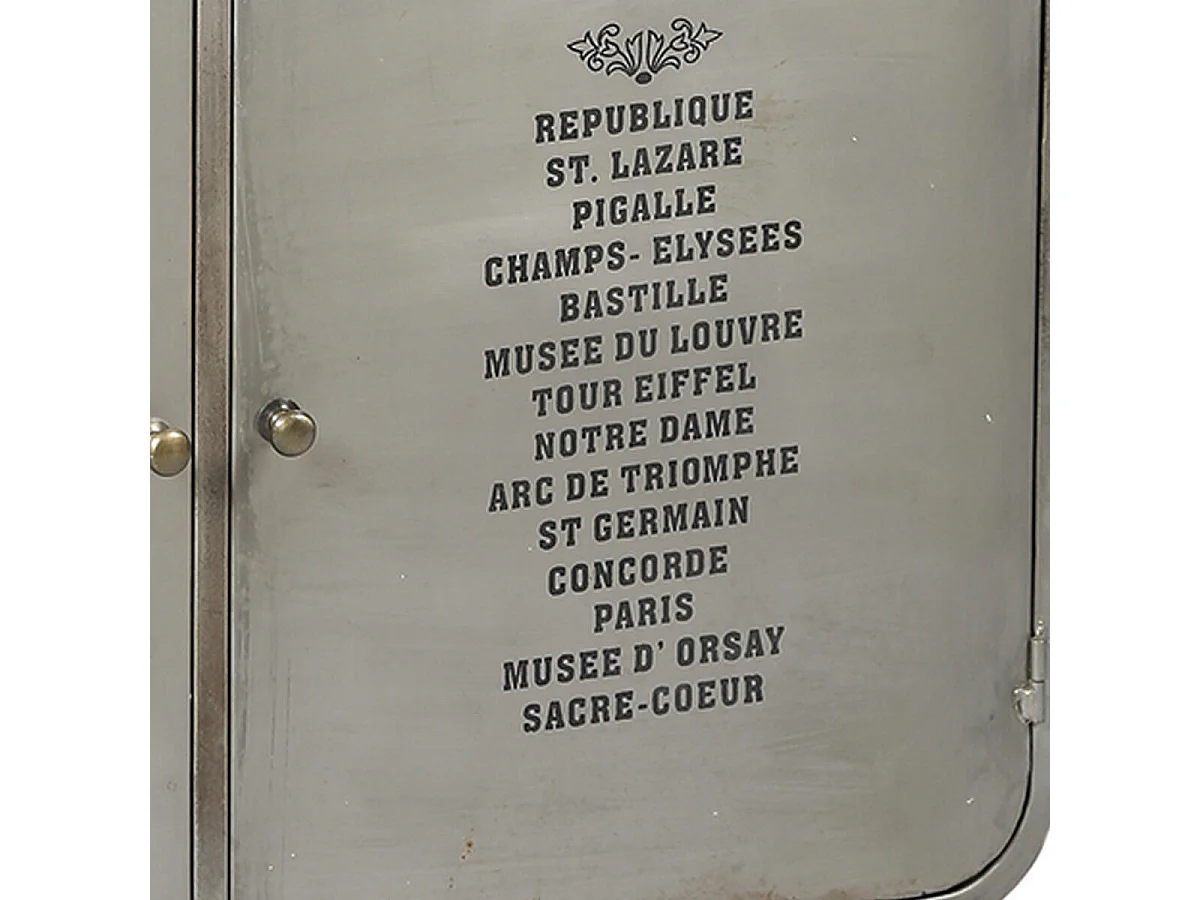 REPUBLIQUE
ST. LAZARE
PIGALLE
CHAMPS- ELYSEES
BASTILLE
MUSEE DU LOUVRE
TOUR EIFFEL
NOTRE DAME
ARC DE TRIOMPHE
ST GERMAIN
CONCORDE
PARIS
MUSEE D' ORSAY
SACRE-COEUR